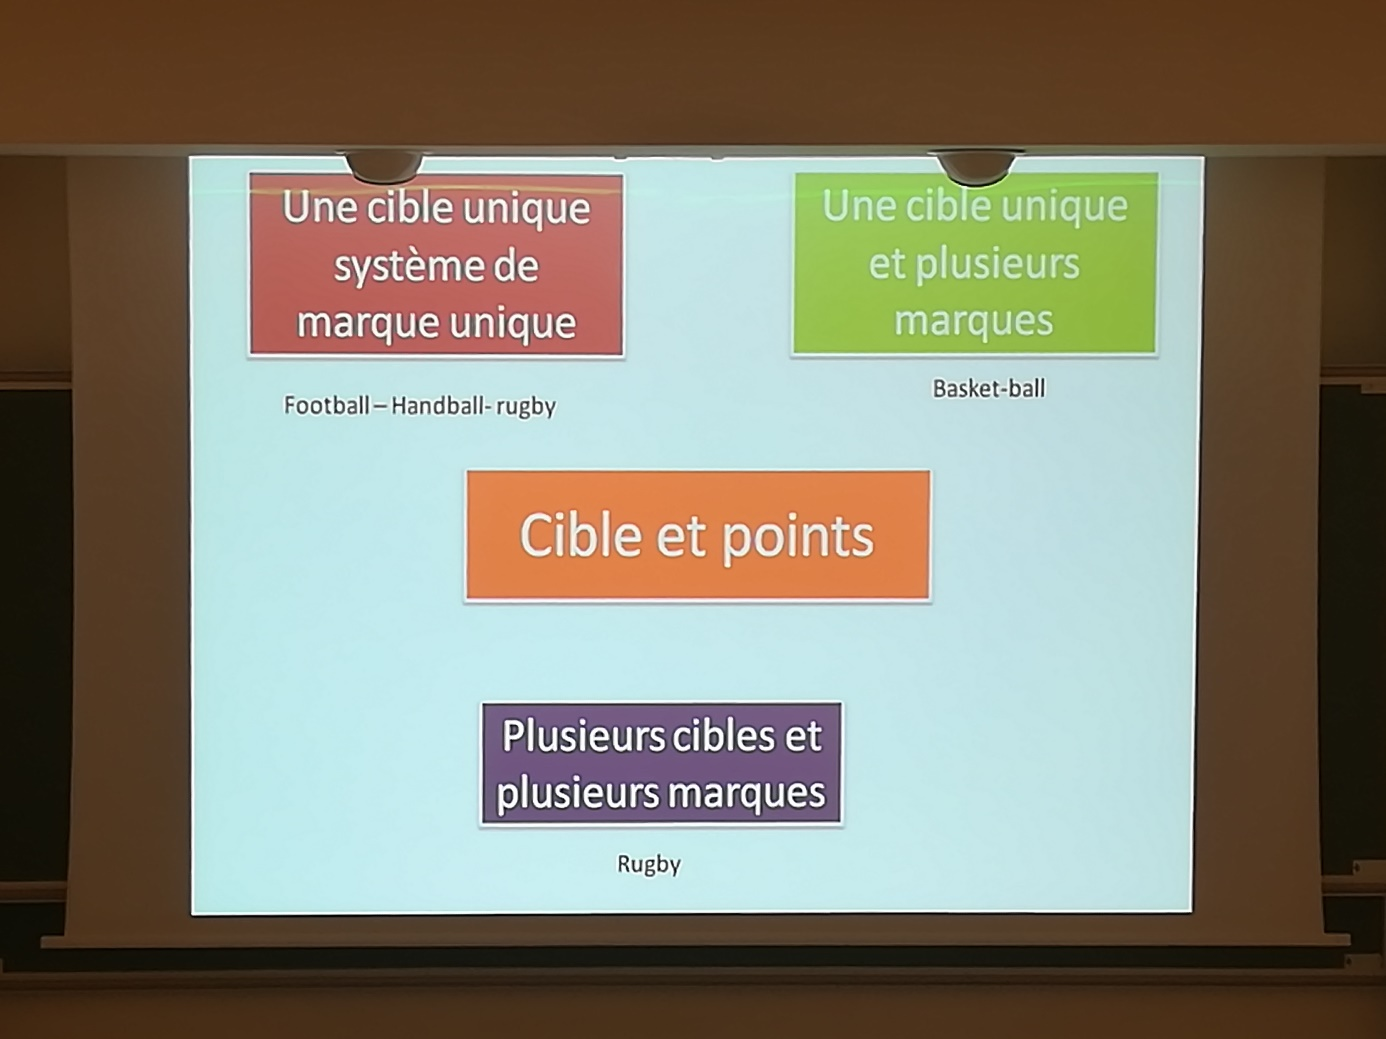 Une cible unique
système de
marque unique
Football – Handball- rugby
Une cible unique
et plusieurs
marques
Basket-ball
Cible et points
Plusieurs cibles et
plusieurs marques
Rugby